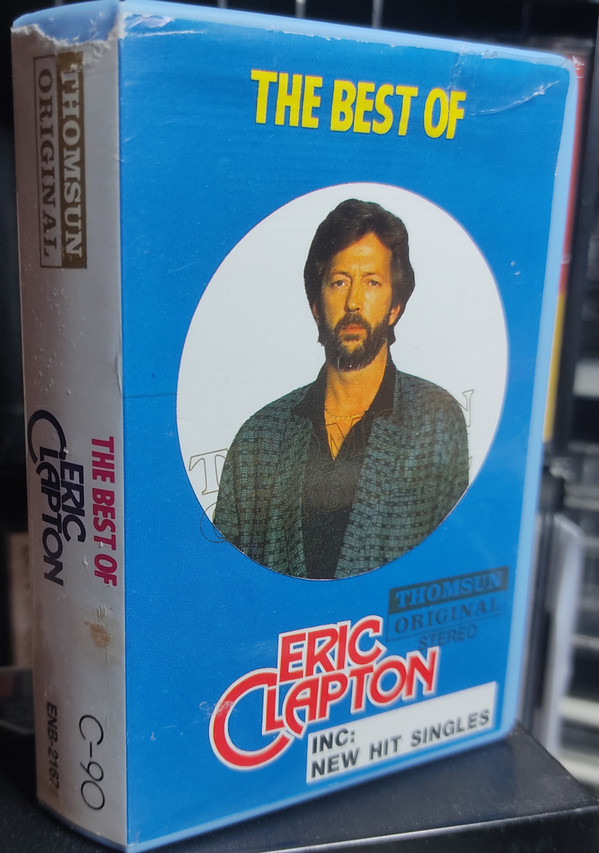 THE BEST OF
THOMSUN
ORIGINAL
STEREO
ERIC
CLAPTON
INC:
NEW HIT SINGLES
THOMSUN
ORIGINAL
THE BEST OF
ERIC
CLAPTON
C-90
ENB-2167